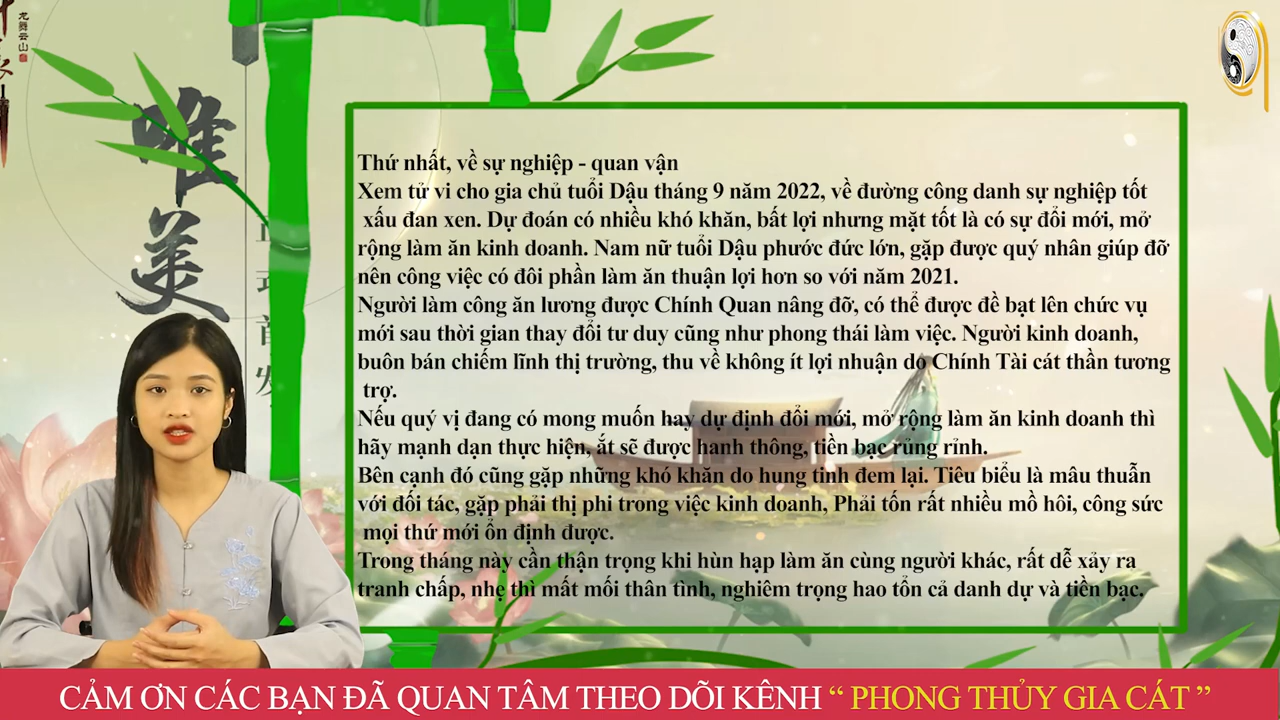 龙舞云山
唯
美
Thứ nhất, về sự nghiệp - quan vận
Xem tử vi cho gia chủ tuổi Dậu tháng 9 năm 2022, về đường công danh sự nghiệp tốt
xấu đan xen. Dự đoán có nhiều khó khăn, bất lợi nhưng mặt tốt là có sự đổi mới, mở
rộng làm ăn kinh doanh. Nam nữ tuổi Dậu phước đức lớn, gặp được quý nhân giúp đỡ
nên công việc có đôi phần làm ăn thuận lợi hơn so với năm 2021.
Người làm công ăn lương được Chính Quan nâng đỡ, có thể được đề bạt lên chức vụ
mới sau thời gian thay đổi tư duy cũng như phong thái làm việc. Người kinh doanh,
buôn bán chiếm lĩnh thị trường, thu về không ít lợi nhuận do Chính Tài cát thần tương
trợ.
Nếu quý vị đang có mong muốn hay dự định đổi mới, mở rộng làm ăn kinh doanh thì
hãy mạnh dạn thực hiện, ắt sẽ được hanh thông, tiền bạc rủng rỉnh.
Bên cạnh đó cũng gặp những khó khăn do hung tinh đem lại. Tiêu biểu là mâu thuẫn
với đối tác, gặp phải thị phi trong việc kinh doanh, Phải tốn rất nhiều mồ hôi, công sức
mọi thứ mới ổn định được.
Trong tháng này cần thận trọng khi hùn hạp làm ăn cùng người khác, rất dễ xảy ra
tranh chấp, nhẹ thì mất mối thân tình, nghiêm trọng hao tổn cả danh dự và tiền bạc.
CẢM ƠN CÁC BẠN ĐÃ QUAN TÂM THEO DÕI KÊNH “ PHONG THỦY GIA CÁT ”